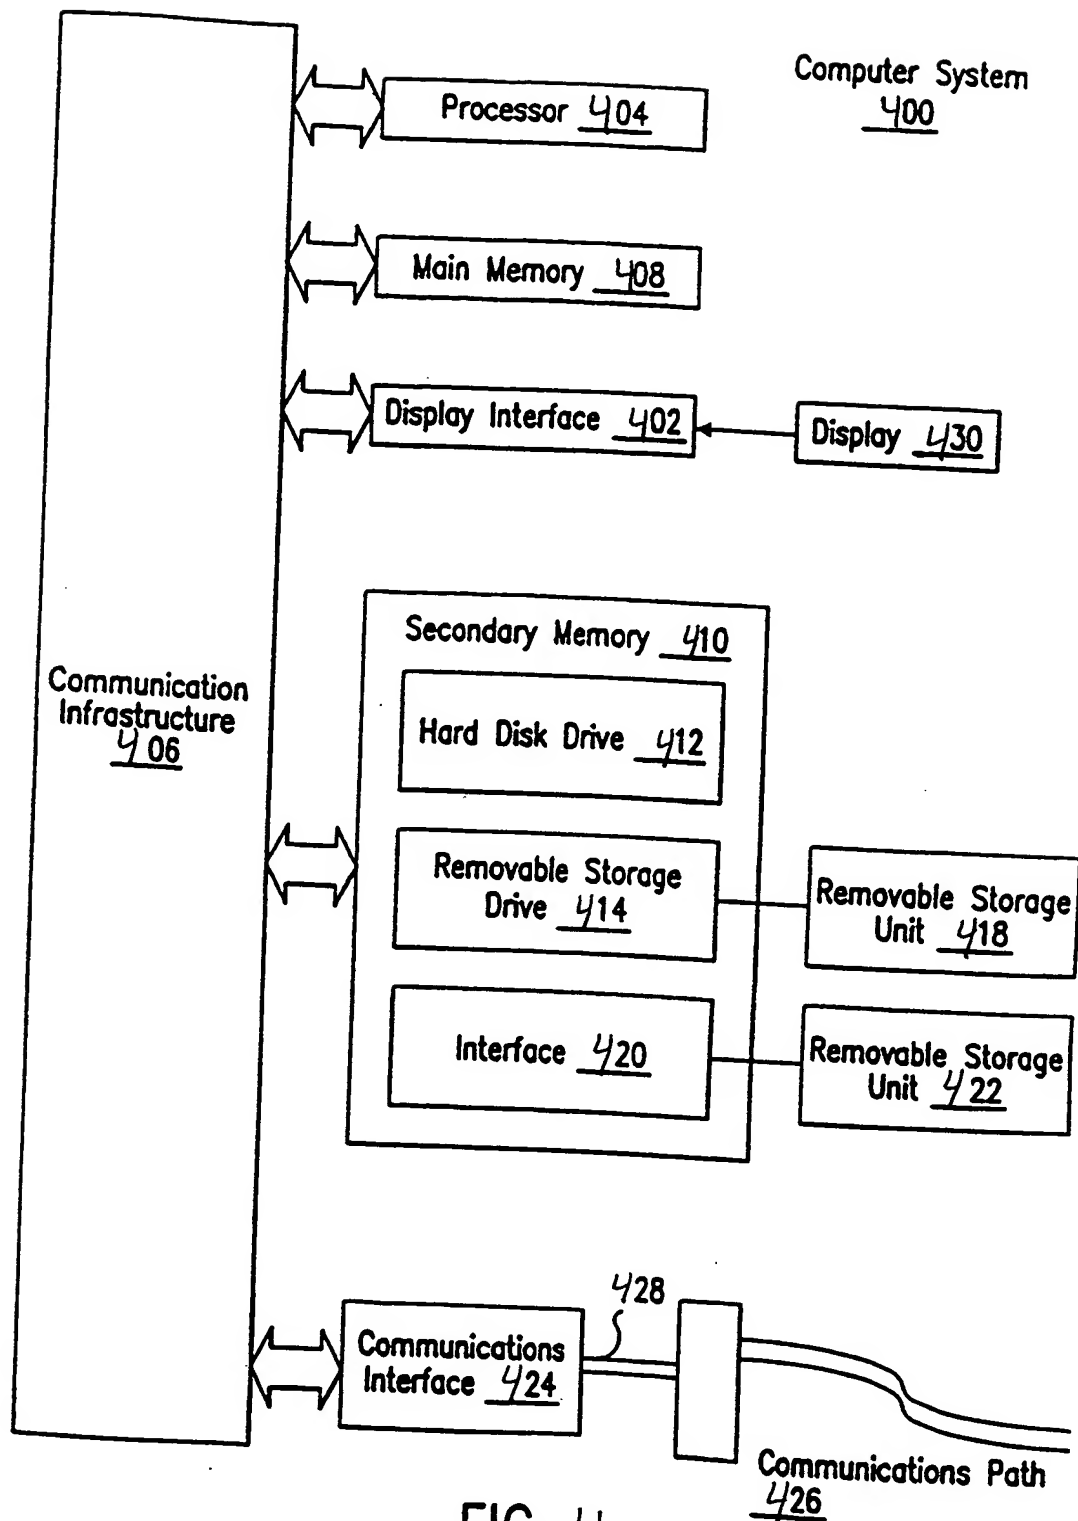 Computer System
400
Processor 404
Main Memory 408
Display Interface 402
Display 430
Secondary Memory 410
Hard Disk Drive 412
Communication
Infrastructure
406
Removable Storage
Drive 414
Removable Storage
Unit 418
Interface 420
Removable Storage
Unit 422
428
Communications
Interface 424
Communications Path
426
FIG. 4